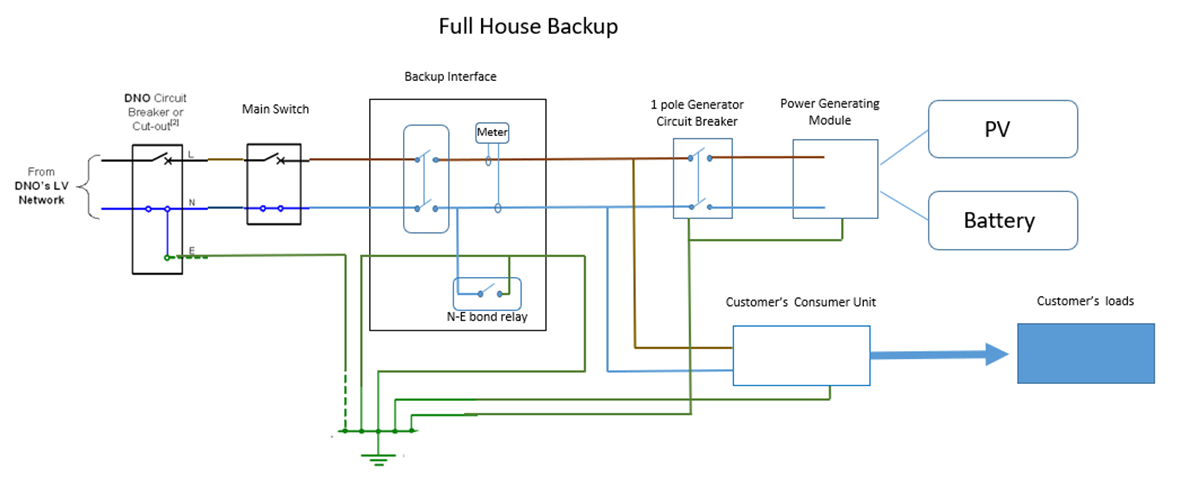 Full House Backup
Backup Interface
DNO Circuit
Breaker or
Cut-out[2]
Main Switch
1 pole Generator
Circuit Breaker
Power Generating
Module
PV
Meter
L
From
DNO's LV
Network
N
Battery
E
N-E bond relay
Customer's Consumer Unit
Customer's loads